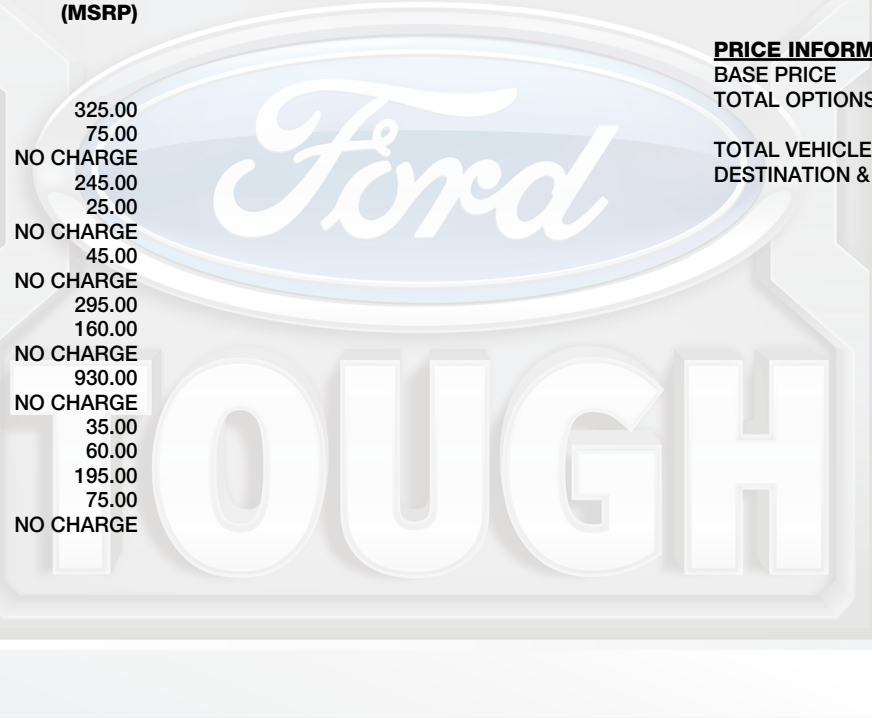 (MSRP)
325.00
75.00
NO CHARGE
245.00
25.00
NO CHARGE
45.00
NO CHARGE
295.00
160.00
NO CHARGE
930.00
NO CHARGE
35.00
60.00
195.00
75.00
NO CHARGE
PRICE INFORM
BASE PRICE
TOTAL OPTIONS
TOTAL VEHICLE
DESTINATION &
Ford
TOUGH